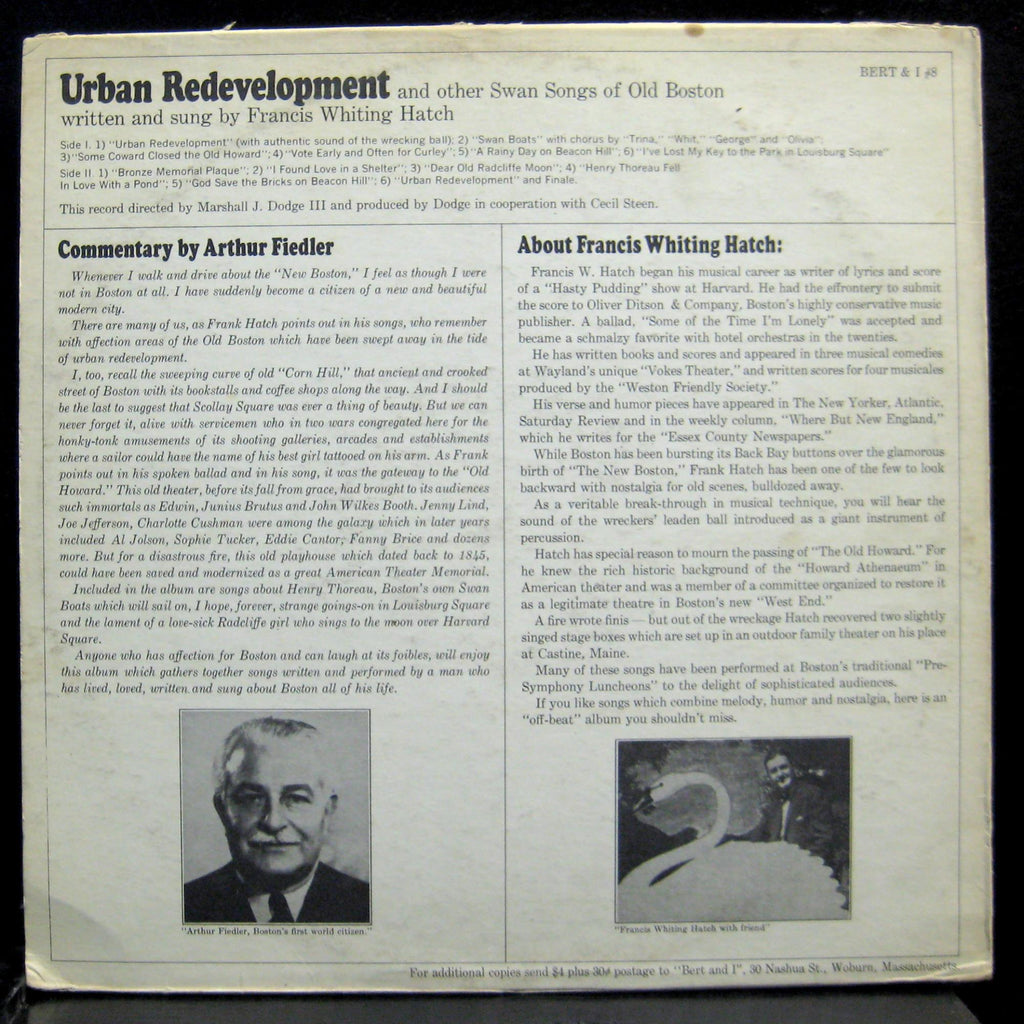 BERT & I #8
Urban Redevelopment and other Swan Songs of Old Boston
written and sung by Francis Whiting Hatch
Side I. 1) "Urban Redevelopment" (with authentic sound of the wrecking ball); 2) "Swan Boats" with chorus by "Trina," "Whit," "George" and "Olivia";
3) "Some Coward Closed the Old Howard"; 4) "Vote Early and Often for Curley"; 5) "A Rainy Day on Beacon Hill"; 6) "I've Lost My Key to the Park in Louisburg Square"
Side II. 1) "Bronze Memorial Plaque"; 2) "I Found Love in a Shelter"; 3) "Dear Old Radcliffe Moon"; 4) "Henry Thoreau Fell
In Love With a Pond"; 5) "God Save the Bricks on Beacon Hill"; 6) "Urban Redevelopment" and Finale.
This record directed by Marshall J. Dodge III and produced by Dodge in cooperation with Cecil Steen.
Commentary by Arthur Fiedler
Whenever I walk and drive about the "New Boston," I feel as though I were
not in Boston at all. I have suddenly become a citizen of a new and beautiful
modern city.
There are many of us, as Frank Hatch points out in his songs, who remember
with affection areas of the Old Boston which have been swept away in the tide
of urban redevelopment.
I, too, recall the sweeping curve of old "Corn Hill," that ancient and crooked
street of Boston with its bookstalls and coffee shops along the way. And I should
be the last to suggest that Scollay Square was ever a thing of beauty. But we can
never forget it, alive with servicemen who in two wars congregated here for the
honky-tonk amusements of its shooting galleries, arcades and establishments
where a sailor could have the name of his best girl tattooed on his arm. As Frank
points out in his spoken ballad and in his song, it was the gateway to the "Old
Howard." This old theater, before its fall from grace, had brought to its audiences
such immortals as Edwin, Junius Brutus and John Wilkes Booth. Jenny Lind,
Joe Jefferson, Charlotte Cushman were among the galaxy which in later years
included Al Jolson, Sophie Tucker, Eddie Cantor, Fanny Brice and dozens
more. But for a disastrous fire, this old playhouse which dated back to 1845,
could have been saved and modernized as a great American Theater Memorial.
Included in the album are songs about Henry Thoreau, Boston's own Swan
Boats which will sail on, I hope, forever, strange goings-on in Louisburg Square
and the lament of a love-sick Radcliffe girl who sings to the moon over Harvard
Square.
Anyone who has affection for Boston and can laugh at its foibles, will enjoy
this album which gathers together songs written and performed by a man who
has lived, loved, written and sung about Boston all of his life.
"Arthur Fiedler, Boston's first world citizen."
About Francis Whiting Hatch:
Francis W. Hatch began his musical career as writer of lyrics and score
of a "Hasty Pudding" show at Harvard. He had the effrontery to submit
the score to Oliver Ditson & Company, Boston's highly conservative music
publisher. A ballad, "Some of the Time I'm Lonely" was accepted and
became a schmalzy favorite with hotel orchestras in the twenties.
He has written books and scores and appeared in three musical comedies
at Wayland's unique "Vokes Theater," and written scores for four musicales
produced by the "Weston Friendly Society."
His verse and humor pieces have appeared in The New Yorker, Atlantic,
Saturday Review and in the weekly column, "Where But New England,"
which he writes for the "Essex County Newspapers."
While Boston has been bursting its Back Bay buttons over the glamorous
birth of "The New Boston," Frank Hatch has been one of the few to look
backward with nostalgia for old scenes, bulldozed away.
As a veritable break-through in musical technique, you will hear the
sound of the wreckers' leaden ball introduced as a giant instrument of
percussion.
Hatch has special reason to mourn the passing of "The Old Howard." For
he knew the rich historic background of the "Howard Athenaeum" in
American theater and was a member of a committee organized to restore it
as a legitimate theatre in Boston's new "West End."
A fire wrote finis — but out of the wreckage Hatch recovered two slightly
singed stage boxes which are set up in an outdoor family theater on his place
at Castine, Maine.
Many of these songs have been performed at Boston's traditional "Pre-
Symphony Luncheons" to the delight of sophisticated audiences.
If you like songs which combine melody, humor and nostalgia, here is an
"off-beat" album you shouldn't miss.
"Francis Whiting Hatch with friend"
For additional copies send $4 plus 30¢ postage to "Bert and I", 30 Nashua St., Woburn, Massachusetts